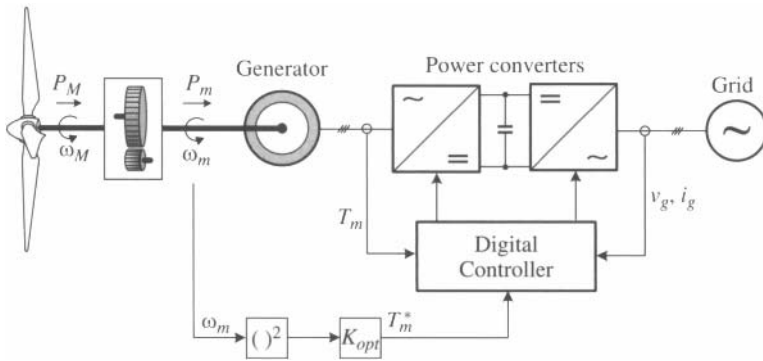 P_M
ω_M
P_m
ω_m
Generator
Power converters
Grid
~
=
=
~
~
T_m
v_g, i_g
Digital
Controller
ω_m
( )²
K_opt
T_m^*